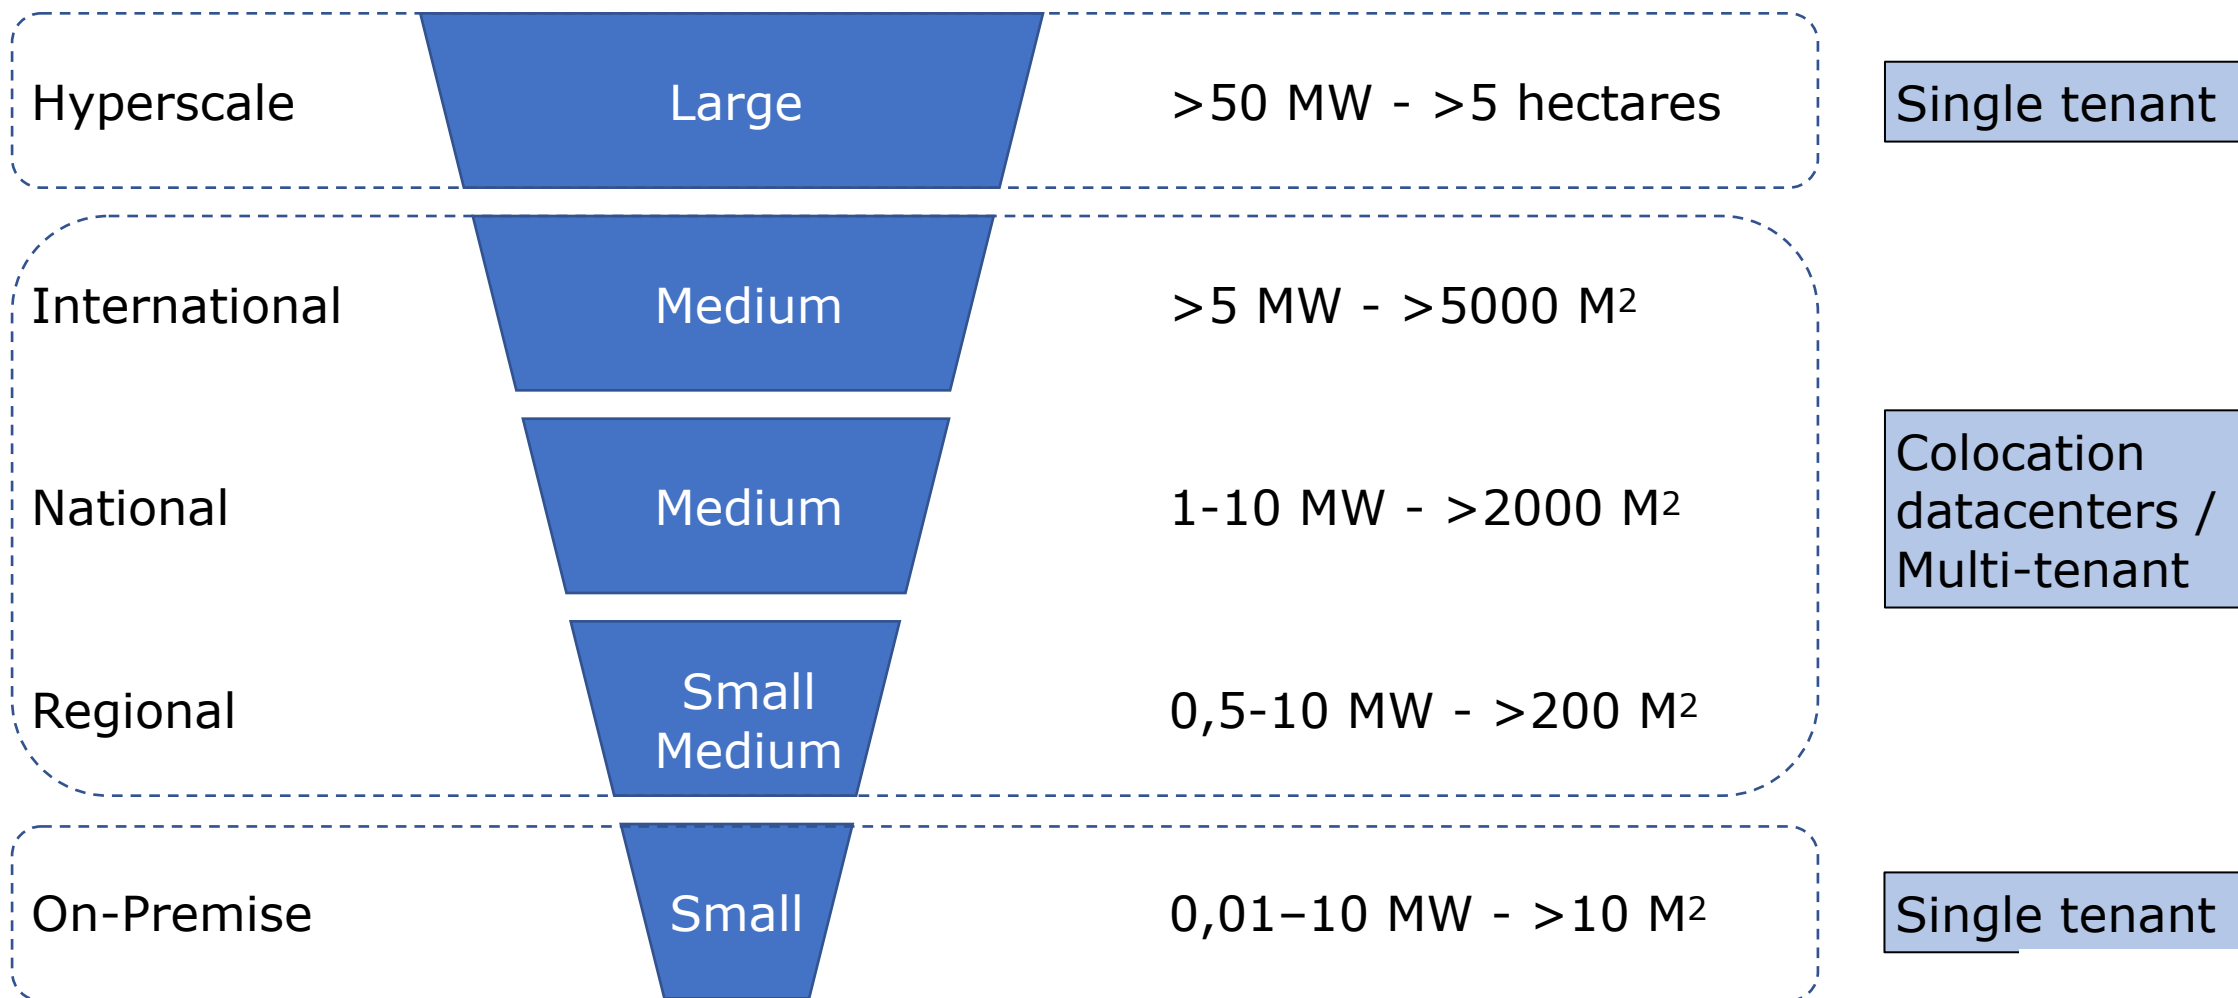 Hyperscale
Large
>50 MW - >5 hectares
Single tenant
International
Medium
>5 MW - >5000 M²
National
Medium
1-10 MW - >2000 M²
Colocation
datacenters /
Multi-tenant
Regional
Small
Medium
0,5-10 MW - >200 M²
On-Premise
Small
0,01–10 MW - >10 M²
Single tenant